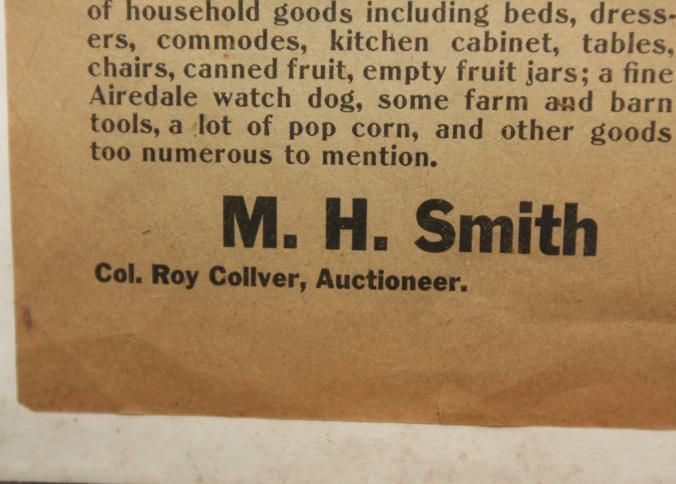 of household goods including beds, dress-
ers, commodes, kitchen cabinet, tables,
chairs, canned fruit, empty fruit jars; a fine
Airedale watch dog, some farm and barn
tools, a lot of pop corn, and other goods
too numerous to mention.
M. H. Smith
Col. Roy Collver, Auctioneer.